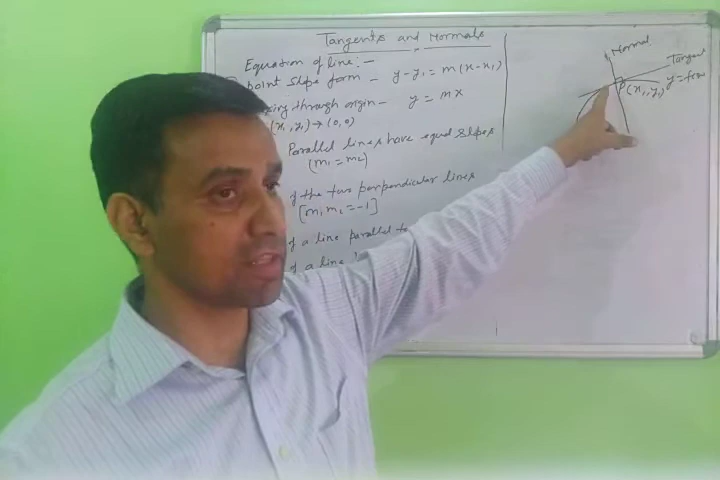 Tangents and Normals
Equation of line:-
point slope form - y-y₁ = m(x-x₁)
through origin - y = mx
(x₁, y₁) → (0, 0)
Parallel lines have equal slopes
(m₁ = m₂)
of the two perpendicular lines
[m₁ m₂ = -1]
of a line parallel to
of a line
Normal
Tangent
y = f(x)
P(x₁, y₁)